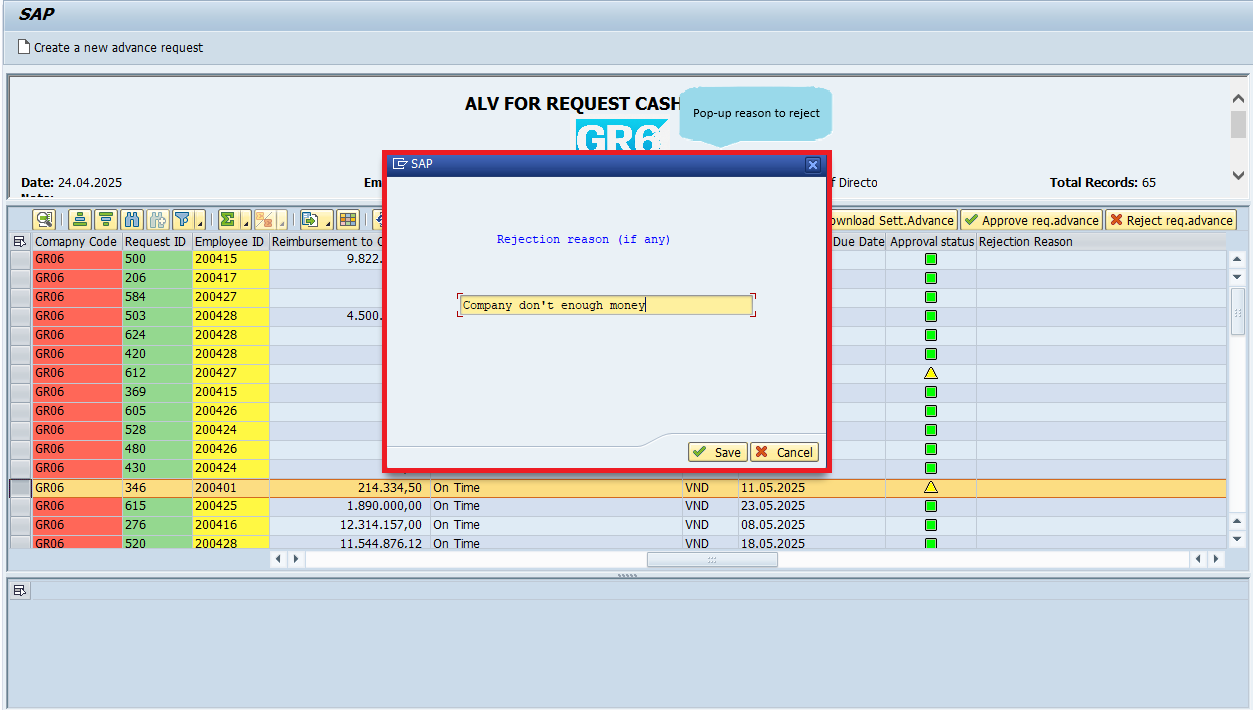 SAP
Create a new advance request
ALV FOR REQUEST CASH
Pop-up reason to reject
GR6
Date: 24.04.2025
Total Records: 65
SAP
Rejection reason (if any)
Company don't enough money
Save Cancel
Sett.Advance Approve req.advance Reject req.advance
Comapny Code Request ID Employee ID Reimbursement to Due Date Approval status Rejection Reason
GR06 500 200415 9.822.
GR06 206 200417
GR06 584 200427
GR06 503 200428 4.500.
GR06 624 200428
GR06 420 200428
GR06 612 200427
GR06 369 200415
GR06 605 200426
GR06 528 200424
GR06 480 200426
GR06 430 200424
GR06 346 200401 214.334,50 On Time VND 11.05.2025
GR06 615 200425 1.890.000,00 On Time VND 23.05.2025
GR06 276 200416 12.314.157,00 On Time VND 08.05.2025
GR06 520 200428 11.544.876,12 On Time VND 18.05.2025